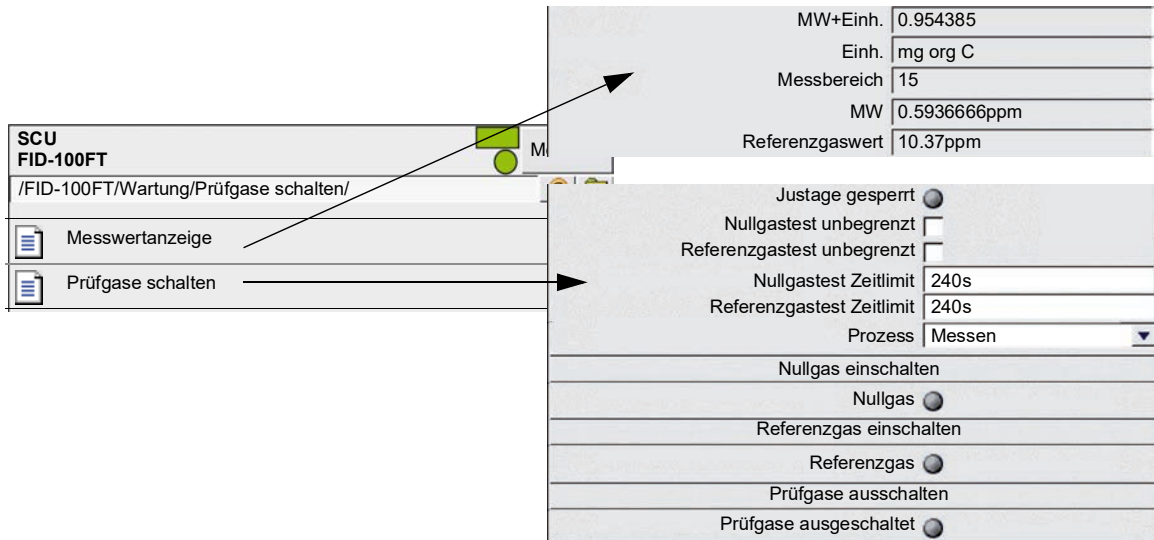 SCU
FID-100FT
/FID-100FT/Wartung/Prüfgase schalten/
Messwertanzeige
Prüfgase schalten
MW+Einh. 0.954385
Einh. mg org C
Messbereich 15
MW 0.5936666ppm
Referenzgaswert 10.37ppm
Justage gesperrt
Nullgastest unbegrenzt
Referenzgastest unbegrenzt
Nullgastest Zeitlimit 240s
Referenzgastest Zeitlimit 240s
Prozess Messen
Nullgas einschalten
Nullgas
Referenzgas einschalten
Referenzgas
Prüfgase ausschalten
Prüfgase ausgeschaltet